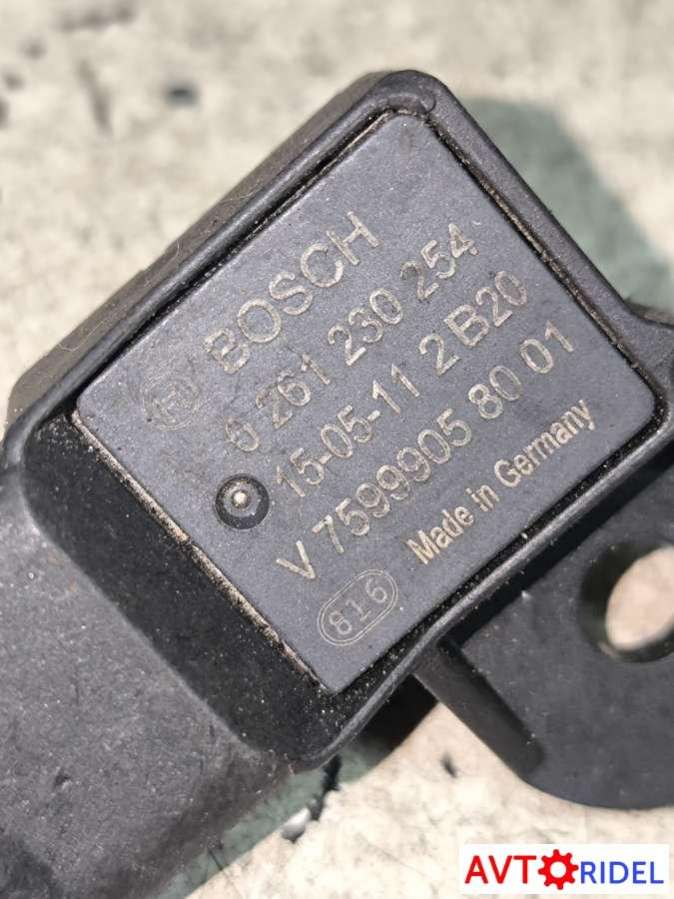 BOSCH
0 261 230 254
15-05-11 2 B20
V 7599905 80 01
Made in Germany
816
AVTORIDEL